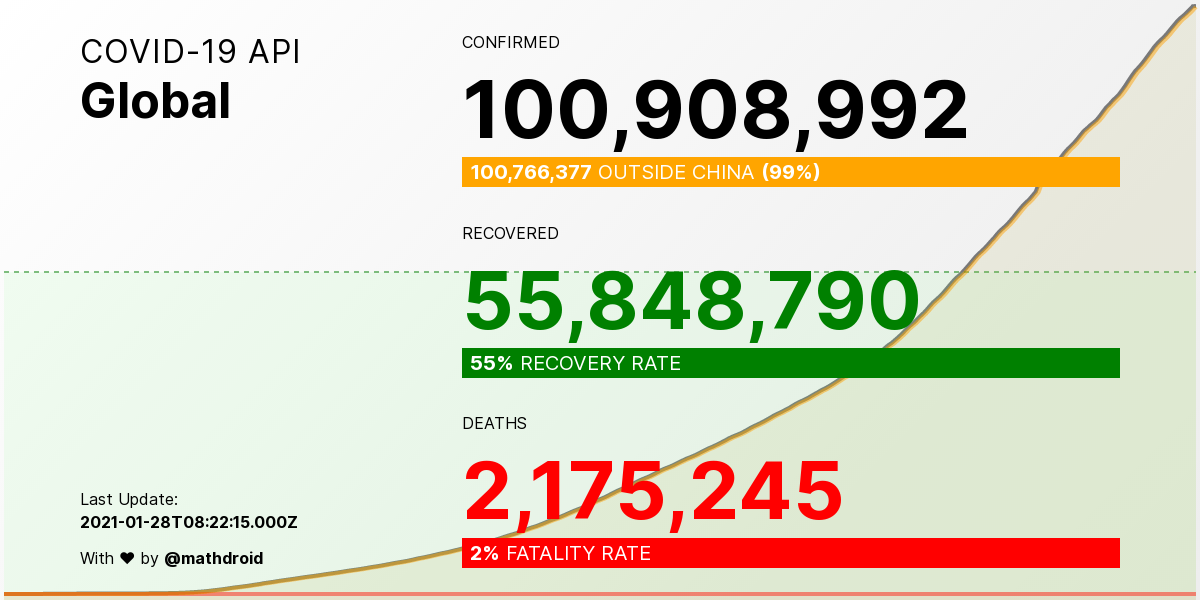 COVID-19 API
Global
CONFIRMED
100,908,992
100,766,377 OUTSIDE CHINA (99%)
RECOVERED
55,848,790
55% RECOVERY RATE
DEATHS
2,175,245
2% FATALITY RATE
Last Update:
2021-01-28T08:22:15.000Z
With ♥ by @mathdroid